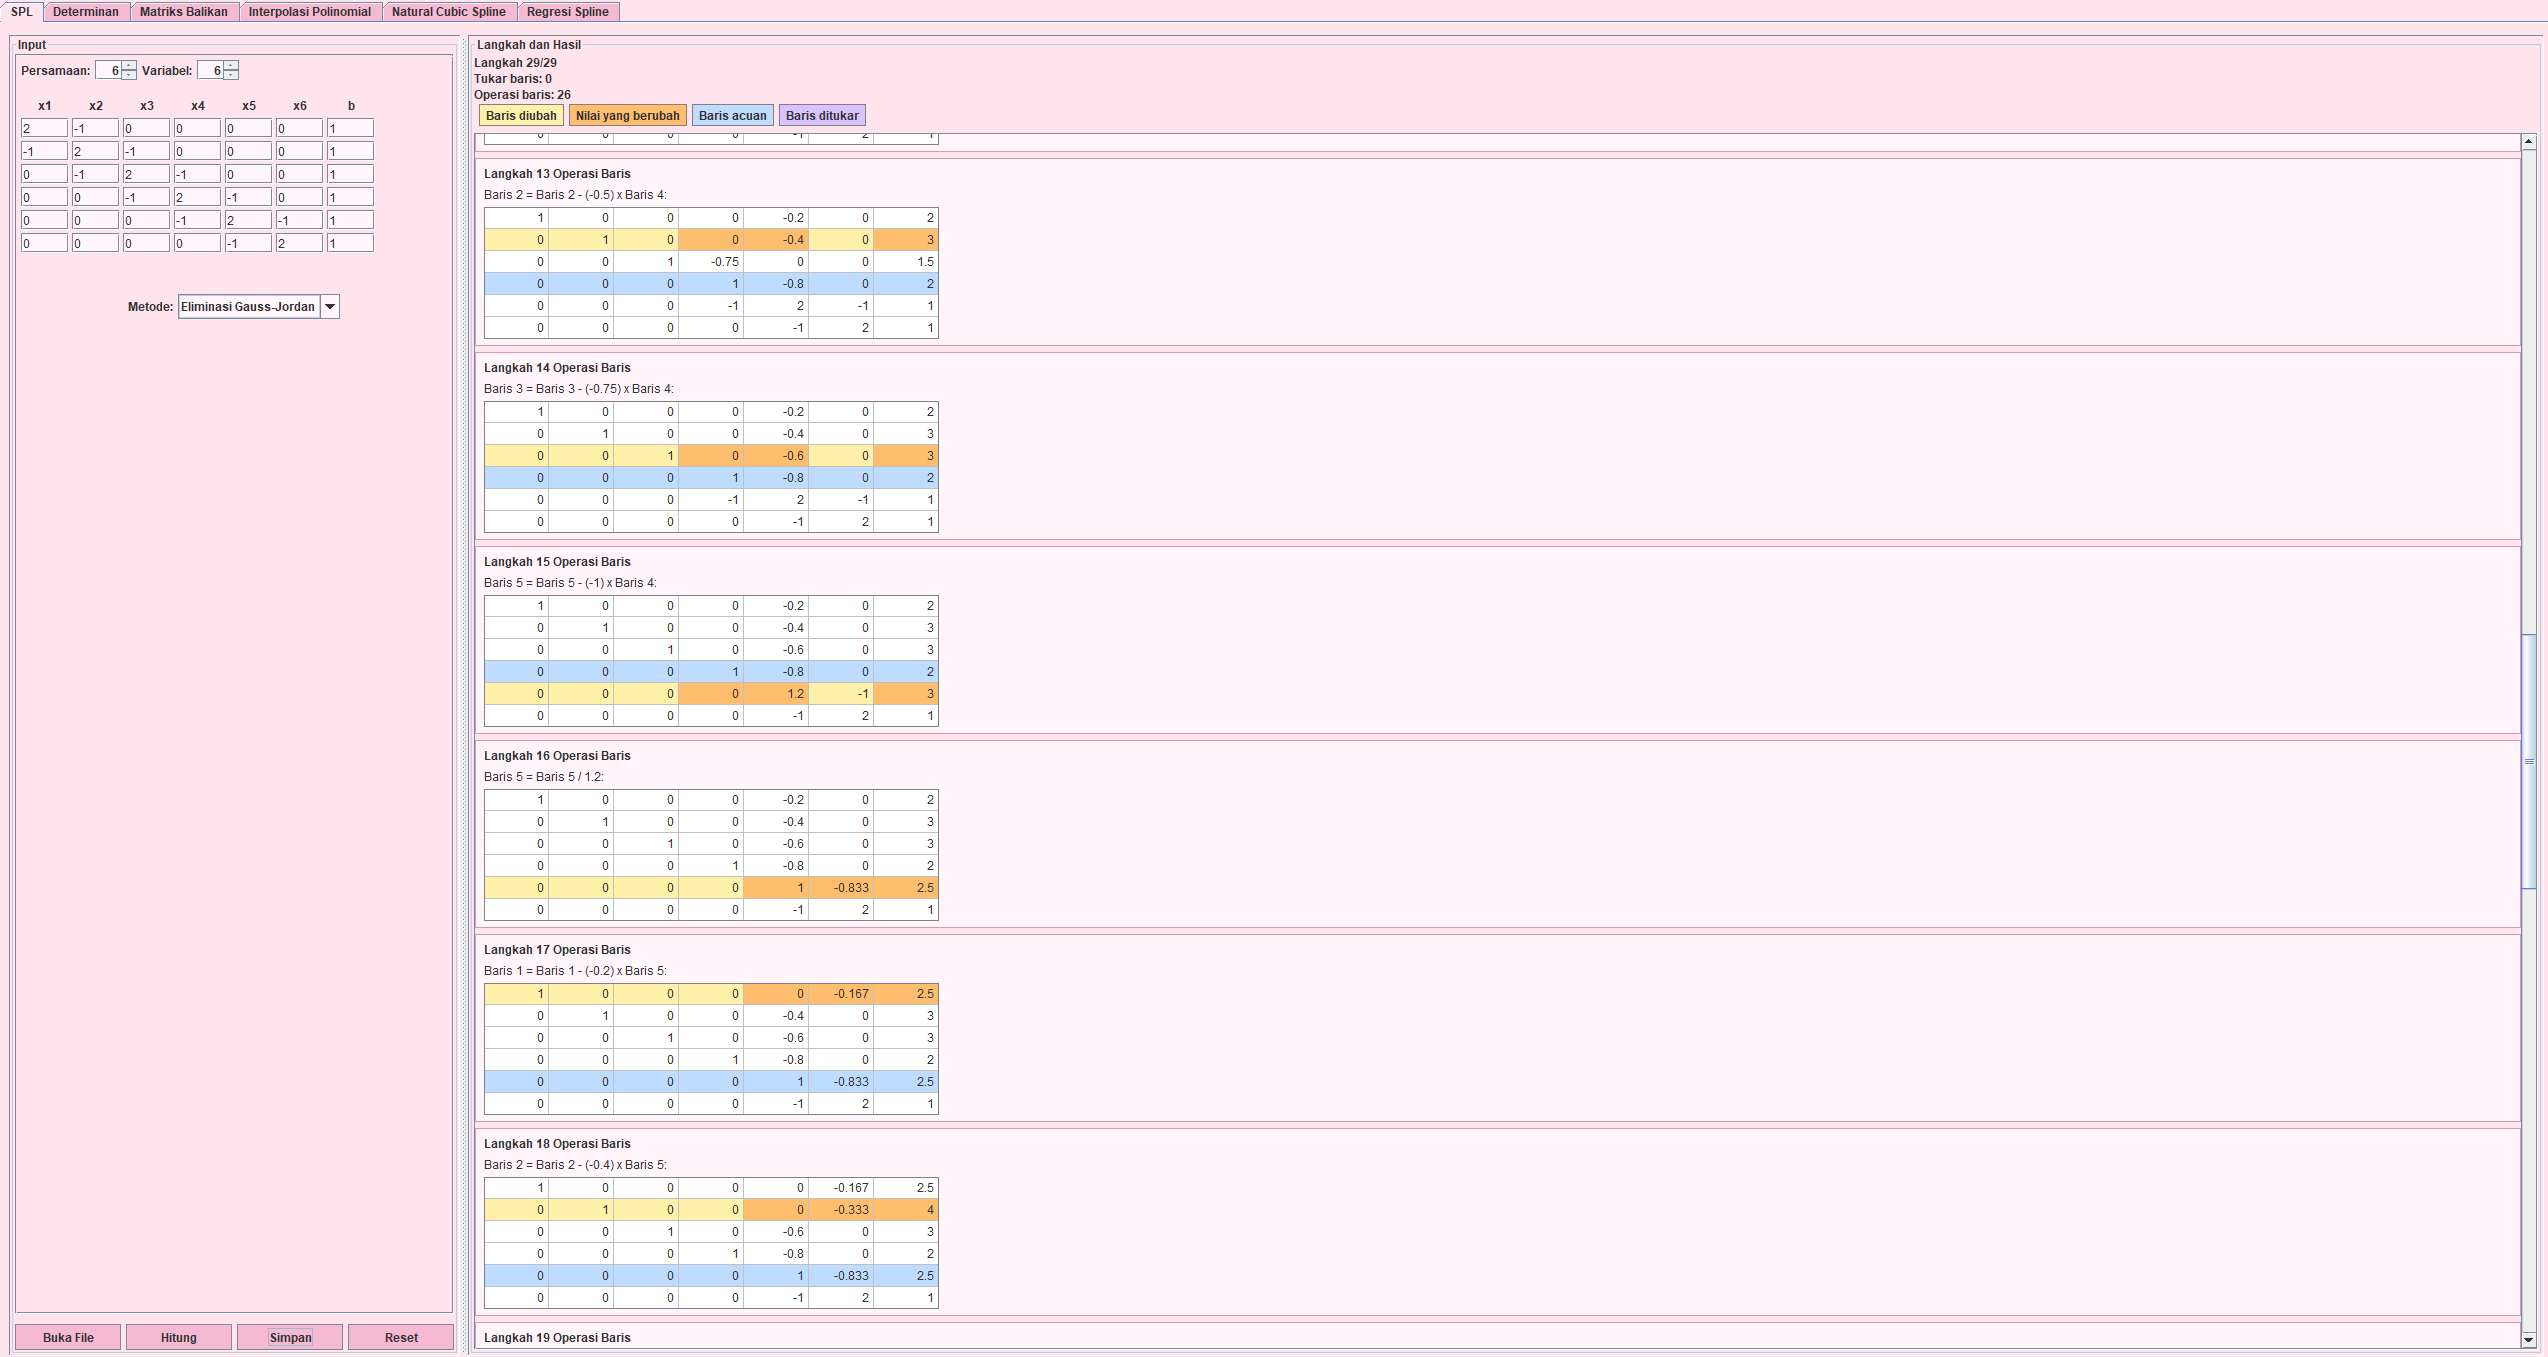 SPL Determinan Matriks Balikan Interpolasi Polinomial Natural Cubic Spline Regresi Spline
Input
Persamaan: 6 Variabel: 6
x1 x2 x3 x4 x5 x6 b
2 -1 0 0 0 0 1
-1 2 -1 0 0 0 1
0 -1 2 -1 0 0 1
0 0 -1 2 -1 0 1
0 0 0 -1 2 -1 1
0 0 0 0 -1 2 1
Metode: Eliminasi Gauss-Jordan
Buka File Hitung Simpan Reset
Langkah dan Hasil
Langkah 29/29
Tukar baris: 0
Operasi baris: 26
Baris diubah Nilai yang berubah Baris acuan Baris ditukar
0 0 0 0 -1 2 1
Langkah 13 Operasi Baris
Baris 2 = Baris 2 - (-0.5) x Baris 4:
1 0 0 0 -0.2 0 2
0 1 0 0 -0.4 0 3
0 0 1 -0.75 0 0 1.5
0 0 0 1 -0.8 0 2
0 0 0 -1 2 -1 1
0 0 0 0 -1 2 1
Langkah 14 Operasi Baris
Baris 3 = Baris 3 - (-0.75) x Baris 4:
1 0 0 0 -0.2 0 2
0 1 0 0 -0.4 0 3
0 0 1 0 -0.6 0 3
0 0 0 1 -0.8 0 2
0 0 0 -1 2 -1 1
0 0 0 0 -1 2 1
Langkah 15 Operasi Baris
Baris 5 = Baris 5 - (-1) x Baris 4:
1 0 0 0 -0.2 0 2
0 1 0 0 -0.4 0 3
0 0 1 0 -0.6 0 3
0 0 0 1 -0.8 0 2
0 0 0 0 1.2 -1 3
0 0 0 0 -1 2 1
Langkah 16 Operasi Baris
Baris 5 = Baris 5 / 1.2:
1 0 0 0 -0.2 0 2
0 1 0 0 -0.4 0 3
0 0 1 0 -0.6 0 3
0 0 0 1 -0.8 0 2
0 0 0 0 1 -0.833 2.5
0 0 0 0 -1 2 1
Langkah 17 Operasi Baris
Baris 1 = Baris 1 - (-0.2) x Baris 5:
1 0 0 0 0 -0.167 2.5
0 1 0 0 -0.4 0 3
0 0 1 0 -0.6 0 3
0 0 0 1 -0.8 0 2
0 0 0 0 1 -0.833 2.5
0 0 0 0 -1 2 1
Langkah 18 Operasi Baris
Baris 2 = Baris 2 - (-0.4) x Baris 5:
1 0 0 0 0 -0.167 2.5
0 1 0 0 0 -0.333 4
0 0 1 0 -0.6 0 3
0 0 0 1 -0.8 0 2
0 0 0 0 1 -0.833 2.5
0 0 0 0 -1 2 1
Langkah 19 Operasi Baris